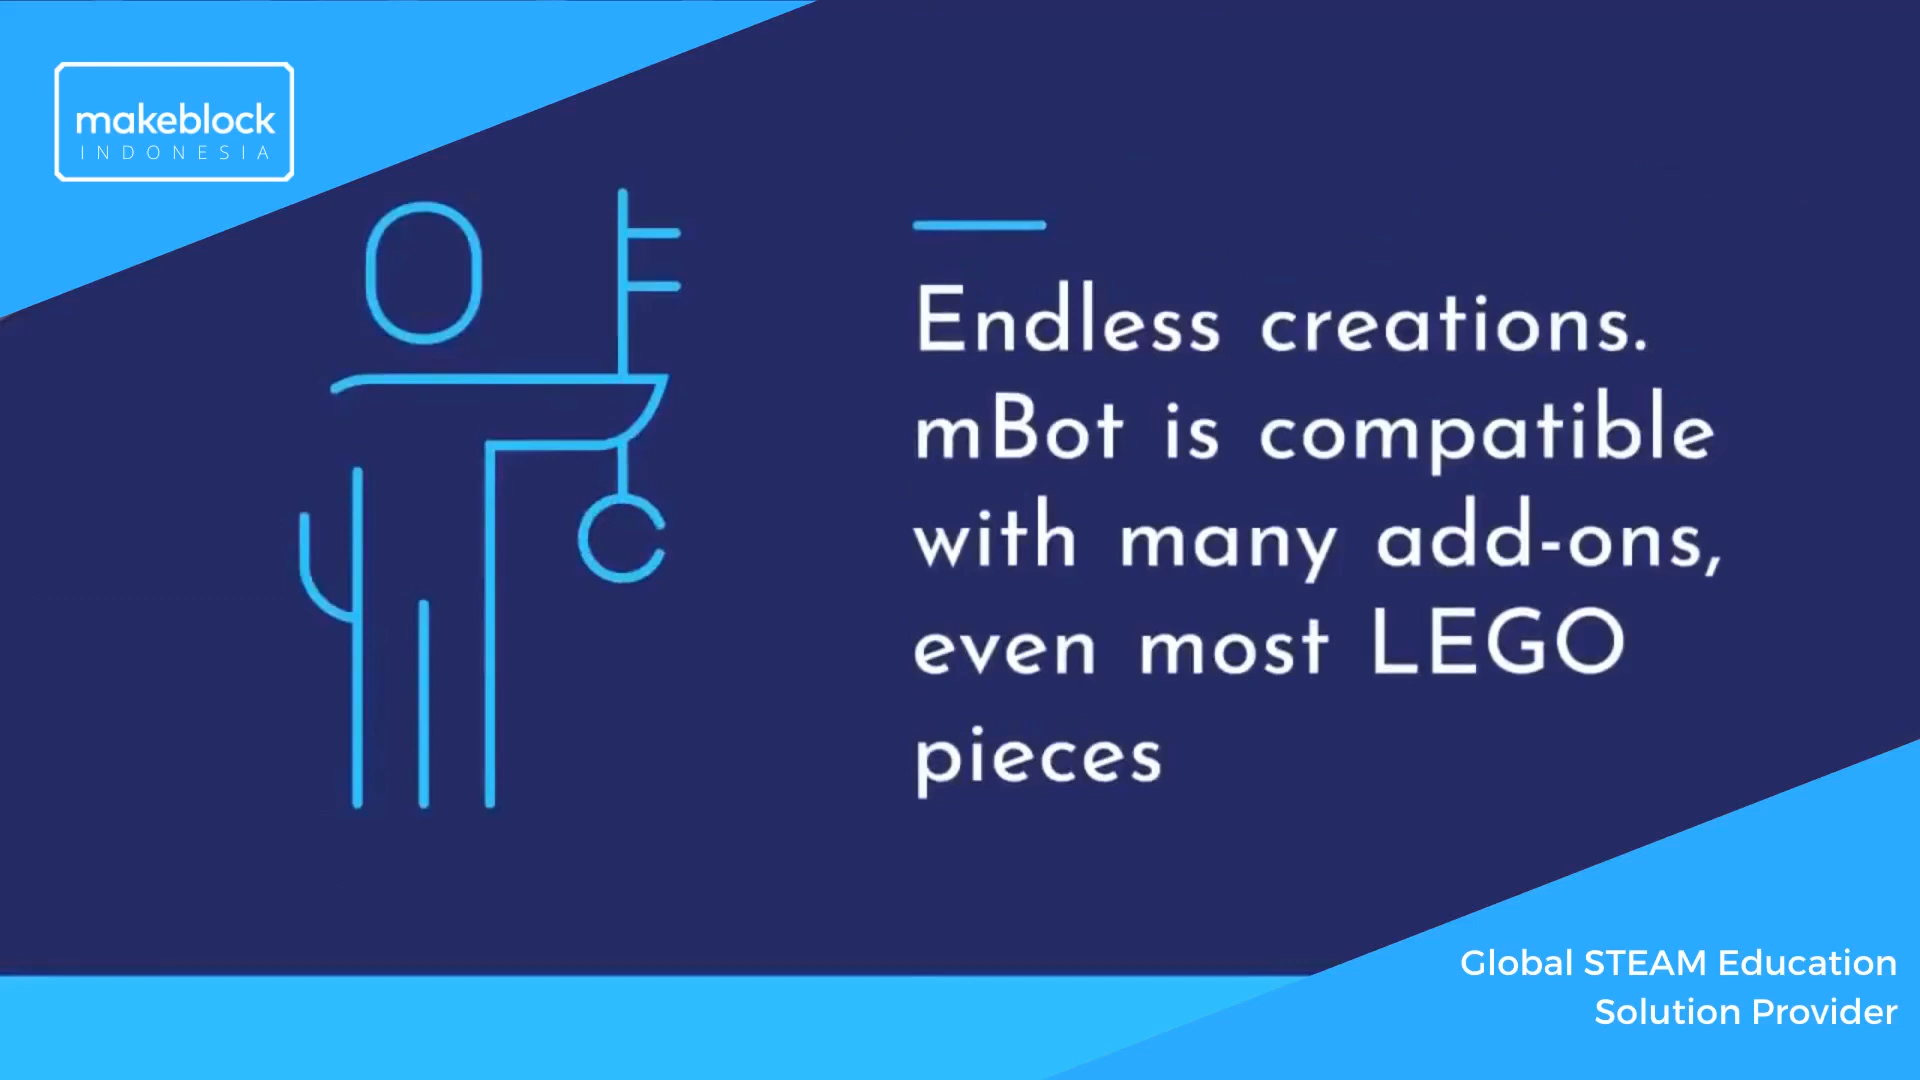 makeblock
INDONESIA
Endless creations.
mBot is compatible
with many add-ons,
even most LEGO
pieces
Global STEAM Education
Solution Provider